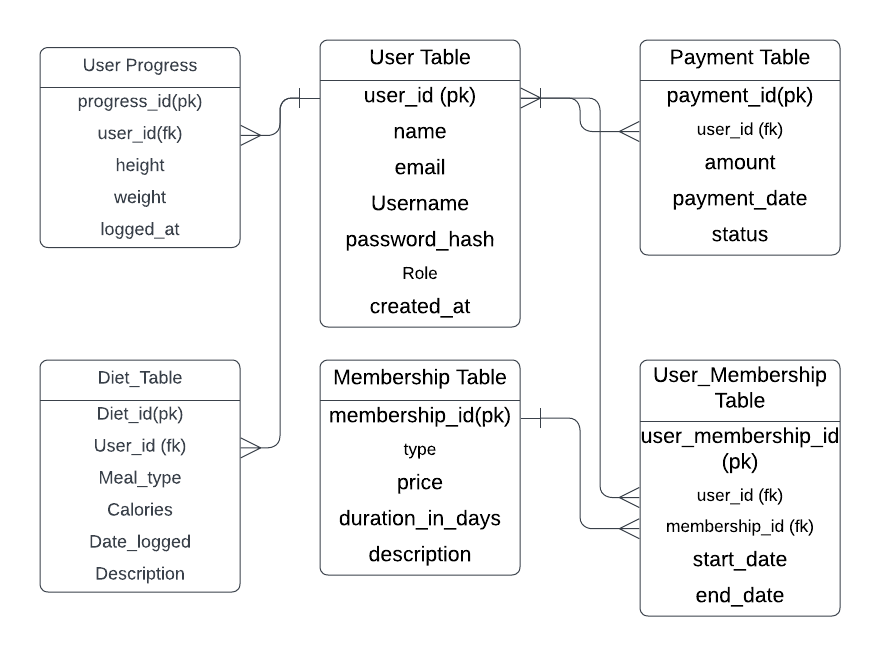 User Progress
progress_id(pk)
user_id(fk)
height
weight
logged_at
User Table
user_id (pk)
name
email
Username
password_hash
Role
created_at
Payment Table
payment_id(pk)
user_id (fk)
amount
payment_date
status
Diet_Table
Diet_id(pk)
User_id (fk)
Meal_type
Calories
Date_logged
Description
Membership Table
membership_id(pk)
type
price
duration_in_days
description
User_Membership
Table
user_membership_id
(pk)
user_id (fk)
membership_id (fk)
start_date
end_date